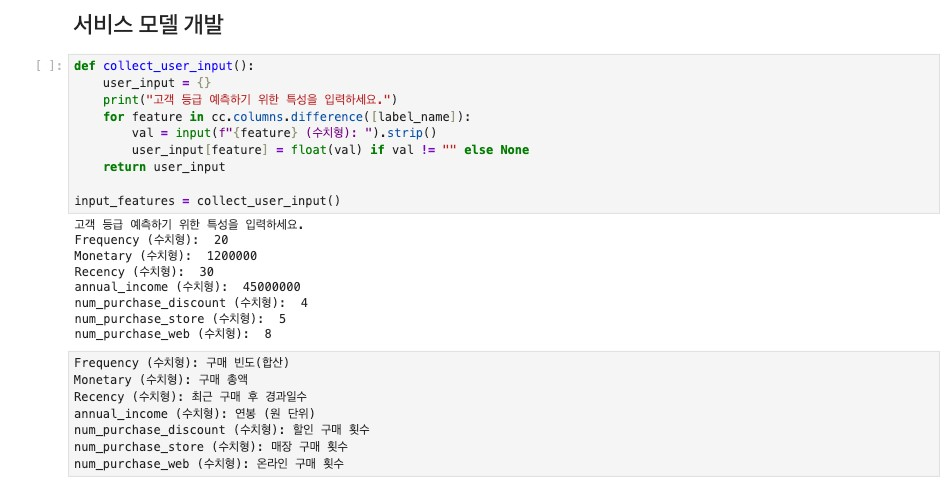 서비스 모델 개발
[ ]: def collect_user_input():
    user_input = {}
    print("고객 등급 예측하기 위한 특성을 입력하세요.")
    for feature in cc.columns.difference([label_name]):
        val = input(f"{feature} (수치형): ").strip()
        user_input[feature] = float(val) if val != "" else None
    return user_input
input_features = collect_user_input()
고객 등급 예측하기 위한 특성을 입력하세요.
Frequency (수치형):  20
Monetary (수치형):  1200000
Recency (수치형):  30
annual_income (수치형):  45000000
num_purchase_discount (수치형):  4
num_purchase_store (수치형):  5
num_purchase_web (수치형):  8
Frequency (수치형): 구매 빈도(합산)
Monetary (수치형): 구매 총액
Recency (수치형): 최근 구매 후 경과일수
annual_income (수치형): 연봉 (원 단위)
num_purchase_discount (수치형): 할인 구매 횟수
num_purchase_store (수치형): 매장 구매 횟수
num_purchase_web (수치형): 온라인 구매 횟수